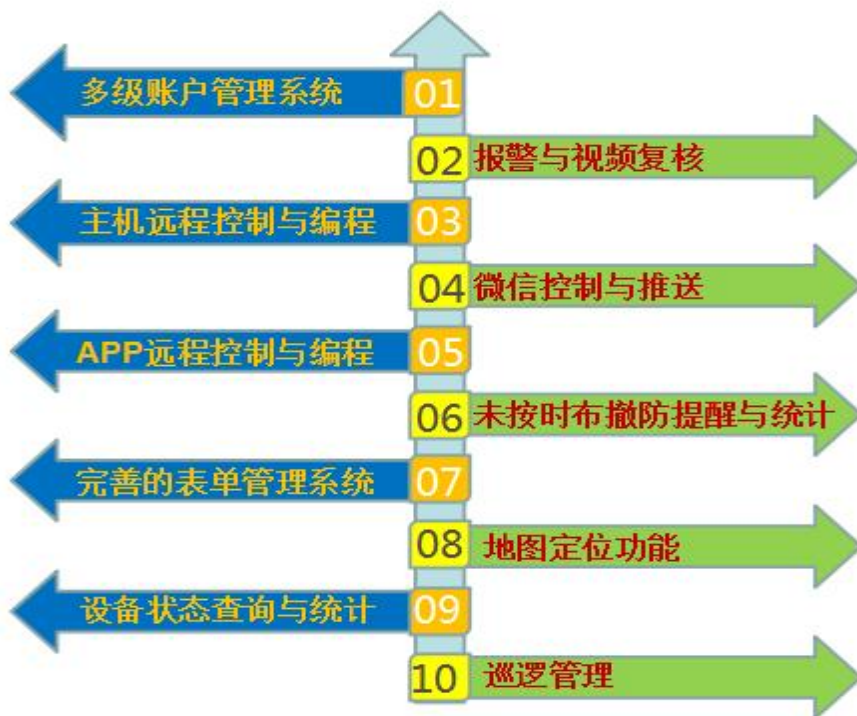 多级账户管理系统 01
02 报警与视频复核
主机远程控制与编程 03
04 微信控制与推送
APP远程控制与编程 05
06 未按时布撤防提醒与统计
完善的表单管理系统 07
08 地图定位功能
设备状态查询与统计 09
10 巡逻管理